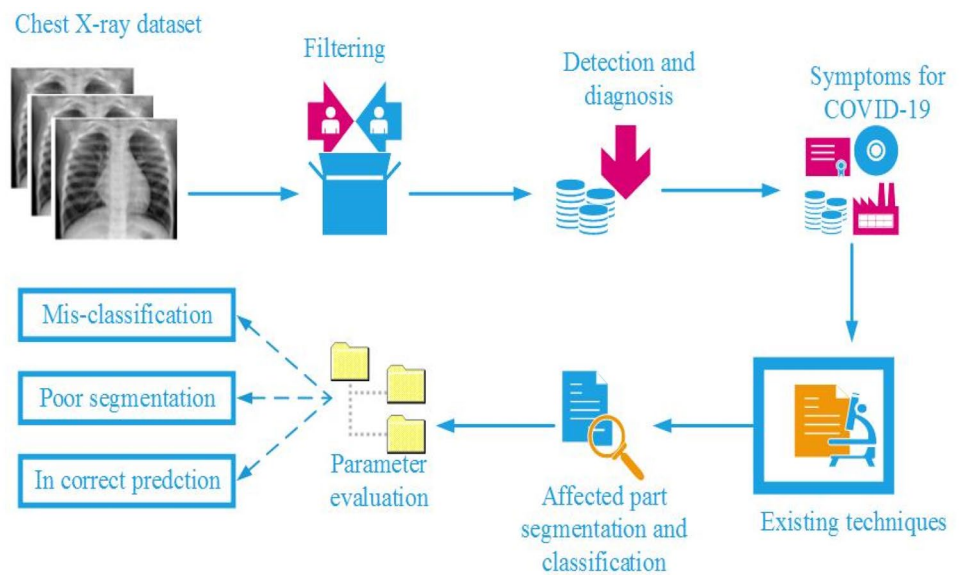 Chest X-ray dataset
Filtering
Detection and
diagnosis
Symptoms for
COVID-19
Mis-classification
Poor segmentation
In correct predction
Parameter
evaluation
Affected part
segmentation and
classification
Existing techniques